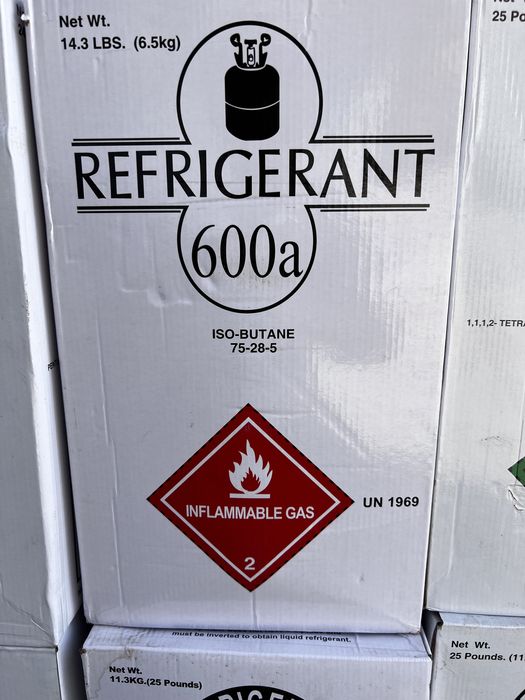 Net Wt.
14.3 LBS. (6.5kg)
REFRIGERANT
600a
ISO-BUTANE
75-28-5
INFLAMMABLE GAS
2
UN 1969
25 Po
1,1,1,2- TETR
must be inverted to obtain liquid refrigerant.
Net Wt.
11.3KG.(25 Pounds)
Net Wt.
25 Pounds. (11